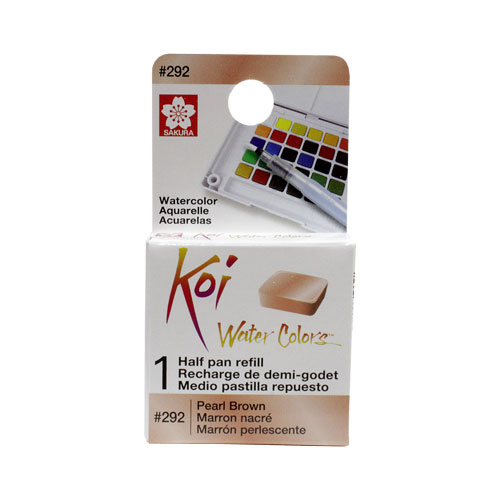 #292
SAKURA
Watercolor
Aquarelle
Acuarelas
Koi
Water Colors™
1 Half pan refill
Recharge de demi-godet
Medio pastilla repuesto
#292 Pearl Brown
Marron nacré
Marrón perlescente